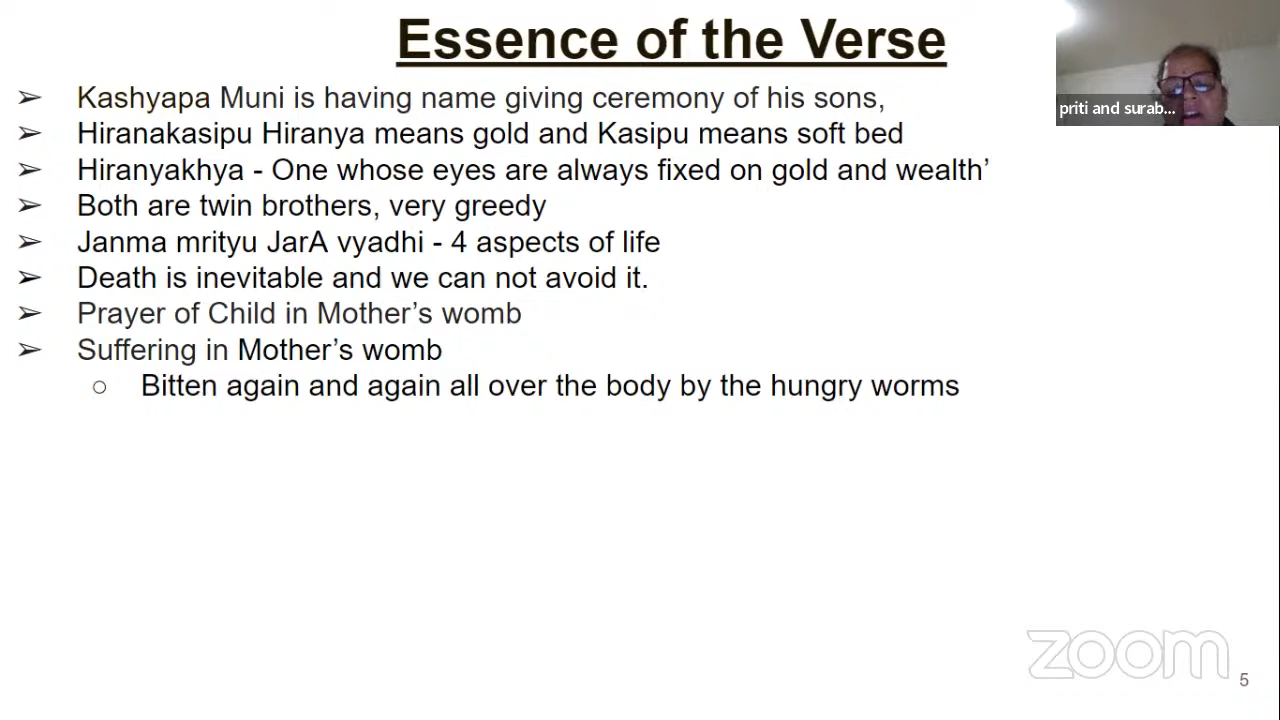 Essence of the Verse
priti and surab...
➢ Kashyapa Muni is having name giving ceremony of his sons,
➢ Hiranakasipu Hiranya means gold and Kasipu means soft bed
➢ Hiranyakhya - One whose eyes are always fixed on gold and wealth’
➢ Both are twin brothers, very greedy
➢ Janma mrityu JarA vyadhi - 4 aspects of life
➢ Death is inevitable and we can not avoid it.
➢ Prayer of Child in Mother’s womb
➢ Suffering in Mother’s womb
○ Bitten again and again all over the body by the hungry worms
zoom
5